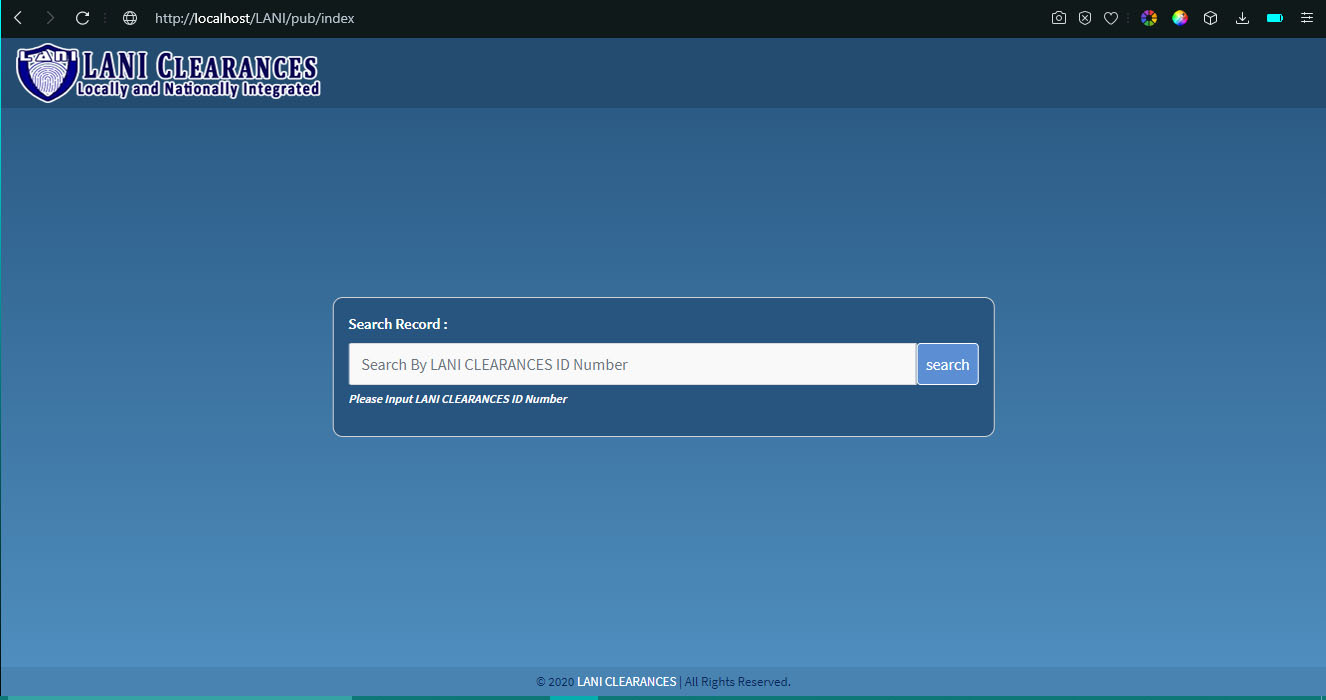 http://localhost/LANI/pub/index
LANI
LANI CLEARANCES
Locally and Nationally Integrated
Search Record :
Search By LANI CLEARANCES ID Number
search
Please Input LANI CLEARANCES ID Number
© 2020 LANI CLEARANCES | All Rights Reserved.